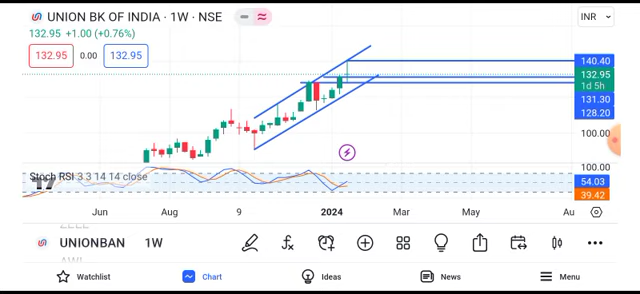 UNION BK OF INDIA · 1W · NSE
INR
132.95 +1.00 (+0.76%)
132.95 0.00 132.95
140.40
132.95
1d 5h
131.30
128.20
100.00
100.00
Stoch RSI 3 3 14 14 close
54.03
39.42
Jun Aug 9 2024 Mar May Au
UNIONBAN 1W
Watchlist Chart Ideas News Menu